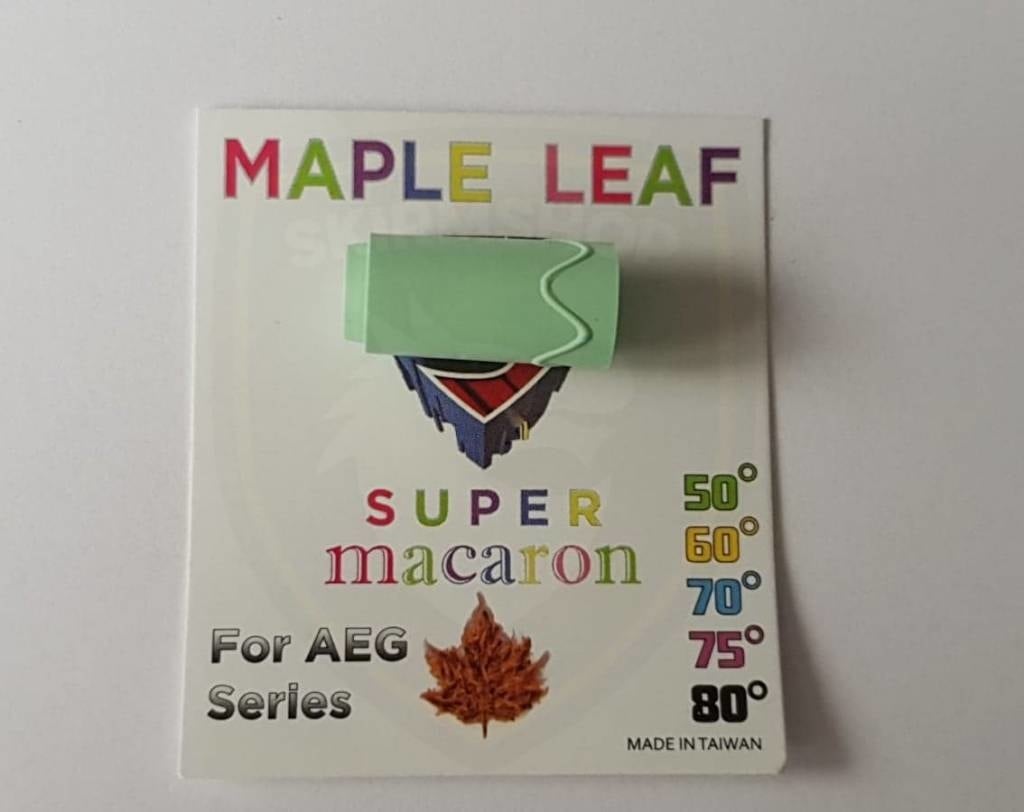 MAPLE LEAF
SUPER
macaron
50°
60°
70°
75°
80°
For AEG
Series
MADE IN TAIWAN